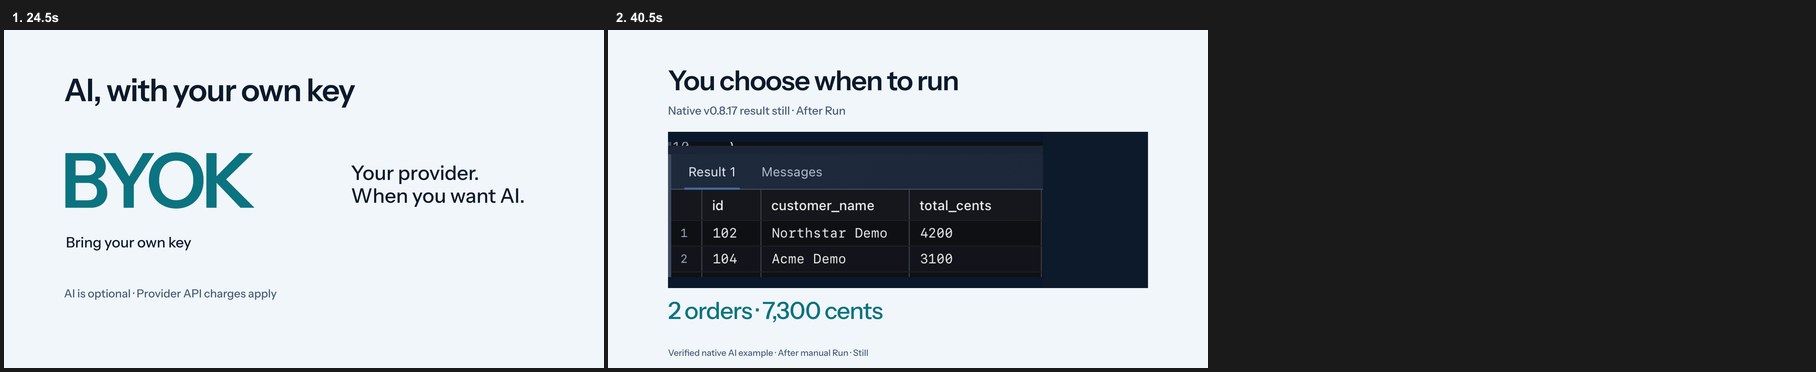 1. 24.5s
AI, with your own key
BYOK
Your provider.
When you want AI.
Bring your own key
AI is optional · Provider API charges apply
2. 40.5s
You choose when to run
Native v0.8.17 result still · After Run
Result 1 Messages
id customer_name total_cents
1 102 Northstar Demo 4200
2 104 Acme Demo 3100
2 orders · 7,300 cents
Verified native AI example · After manual Run · Still